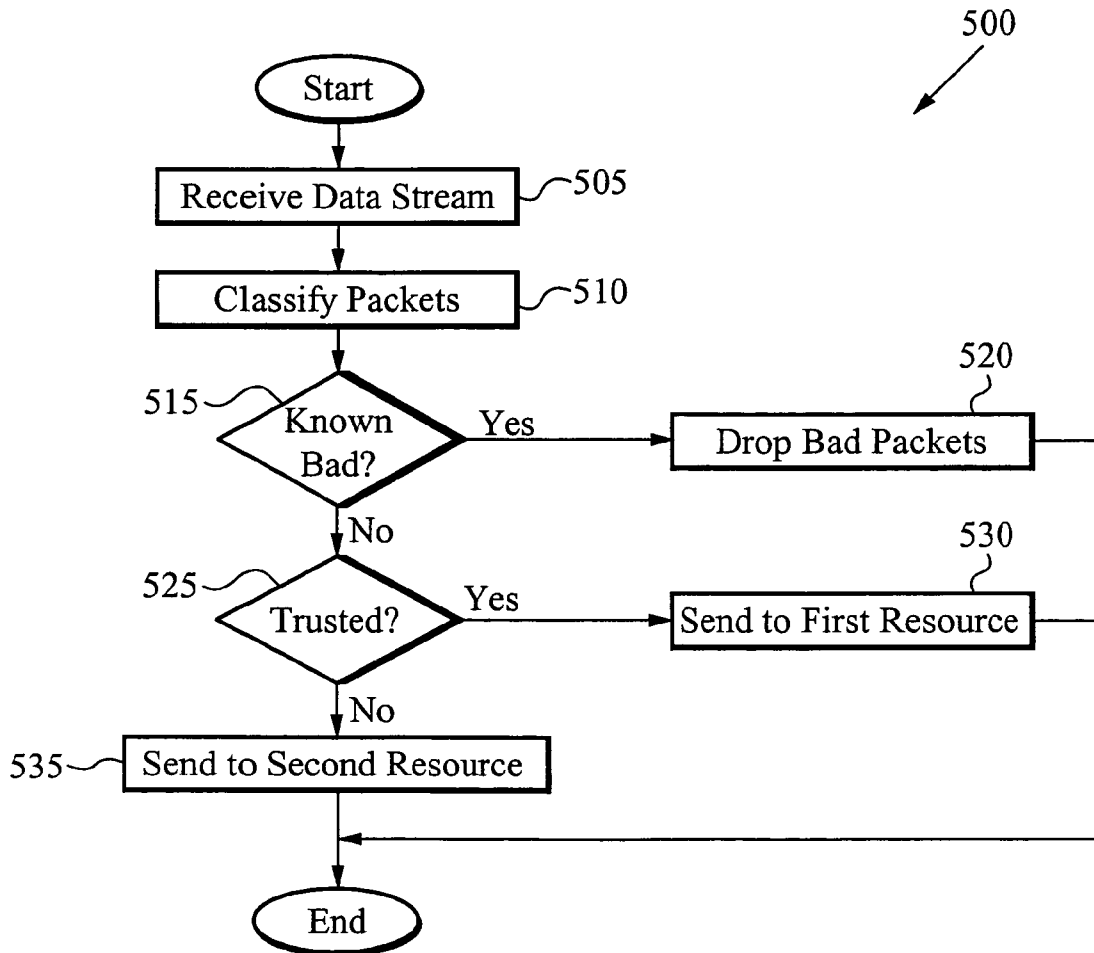 500
Start
Receive Data Stream
505
Classify Packets
510
515
Known
Bad?
Yes
520
Drop Bad Packets
No
525
Trusted?
Yes
530
Send to First Resource
No
535
Send to Second Resource
End